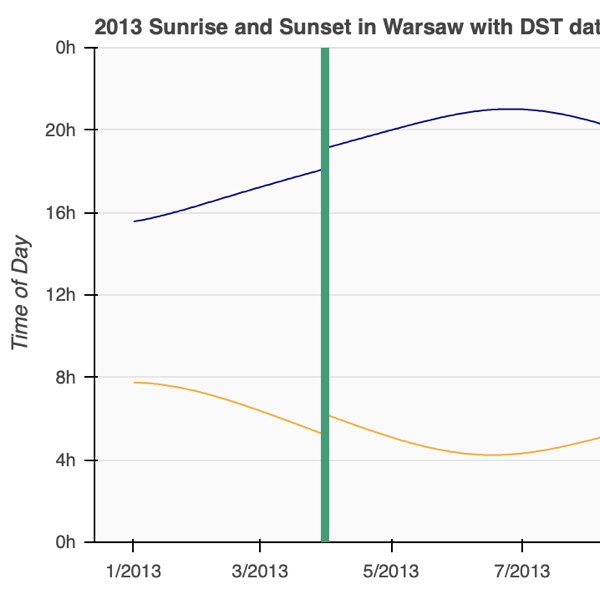 2013 Sunrise and Sunset in Warsaw with DST dat
0h
20h
16h
12h
8h
4h
0h
Time of Day
1/2013
3/2013
5/2013
7/2013